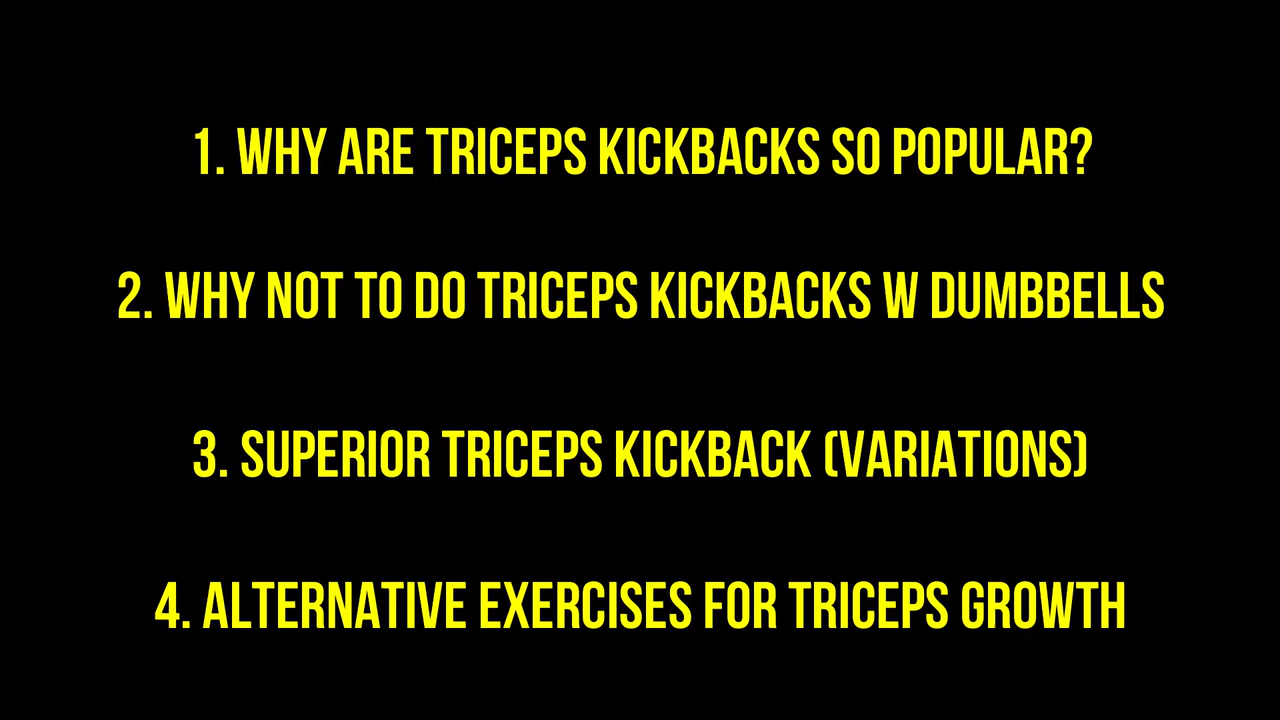 1. WHY ARE TRICEPS KICKBACKS SO POPULAR?
2. WHY NOT TO DO TRICEPS KICKBACKS W DUMBBELLS
3. SUPERIOR TRICEPS KICKBACK (VARIATIONS)
4. ALTERNATIVE EXERCISES FOR TRICEPS GROWTH